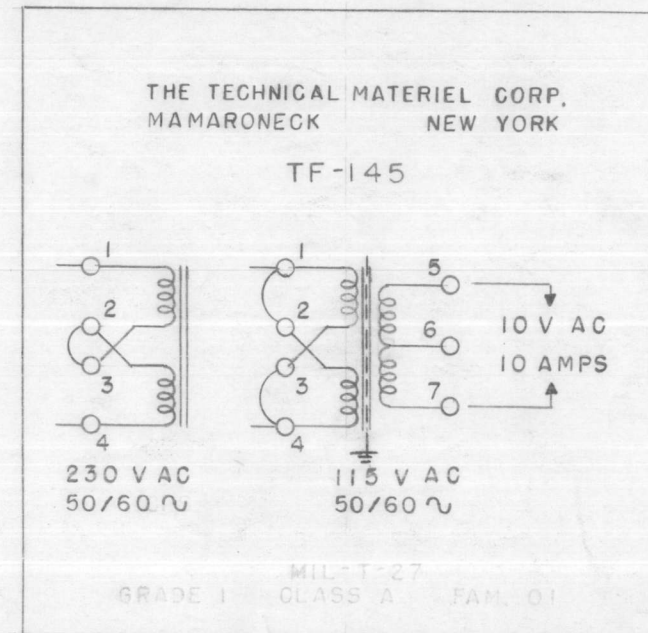 THE TECHNICAL MATERIEL CORP.
MAMARONECK NEW YORK
TF-145
1
2
3
4
230 V AC
50/60 ∿
1
2
3
4
115 V AC
50/60 ∿
5
6
7
10 V AC
10 AMPS
MIL-T-27
GRADE 1 CLASS A FAM. 01